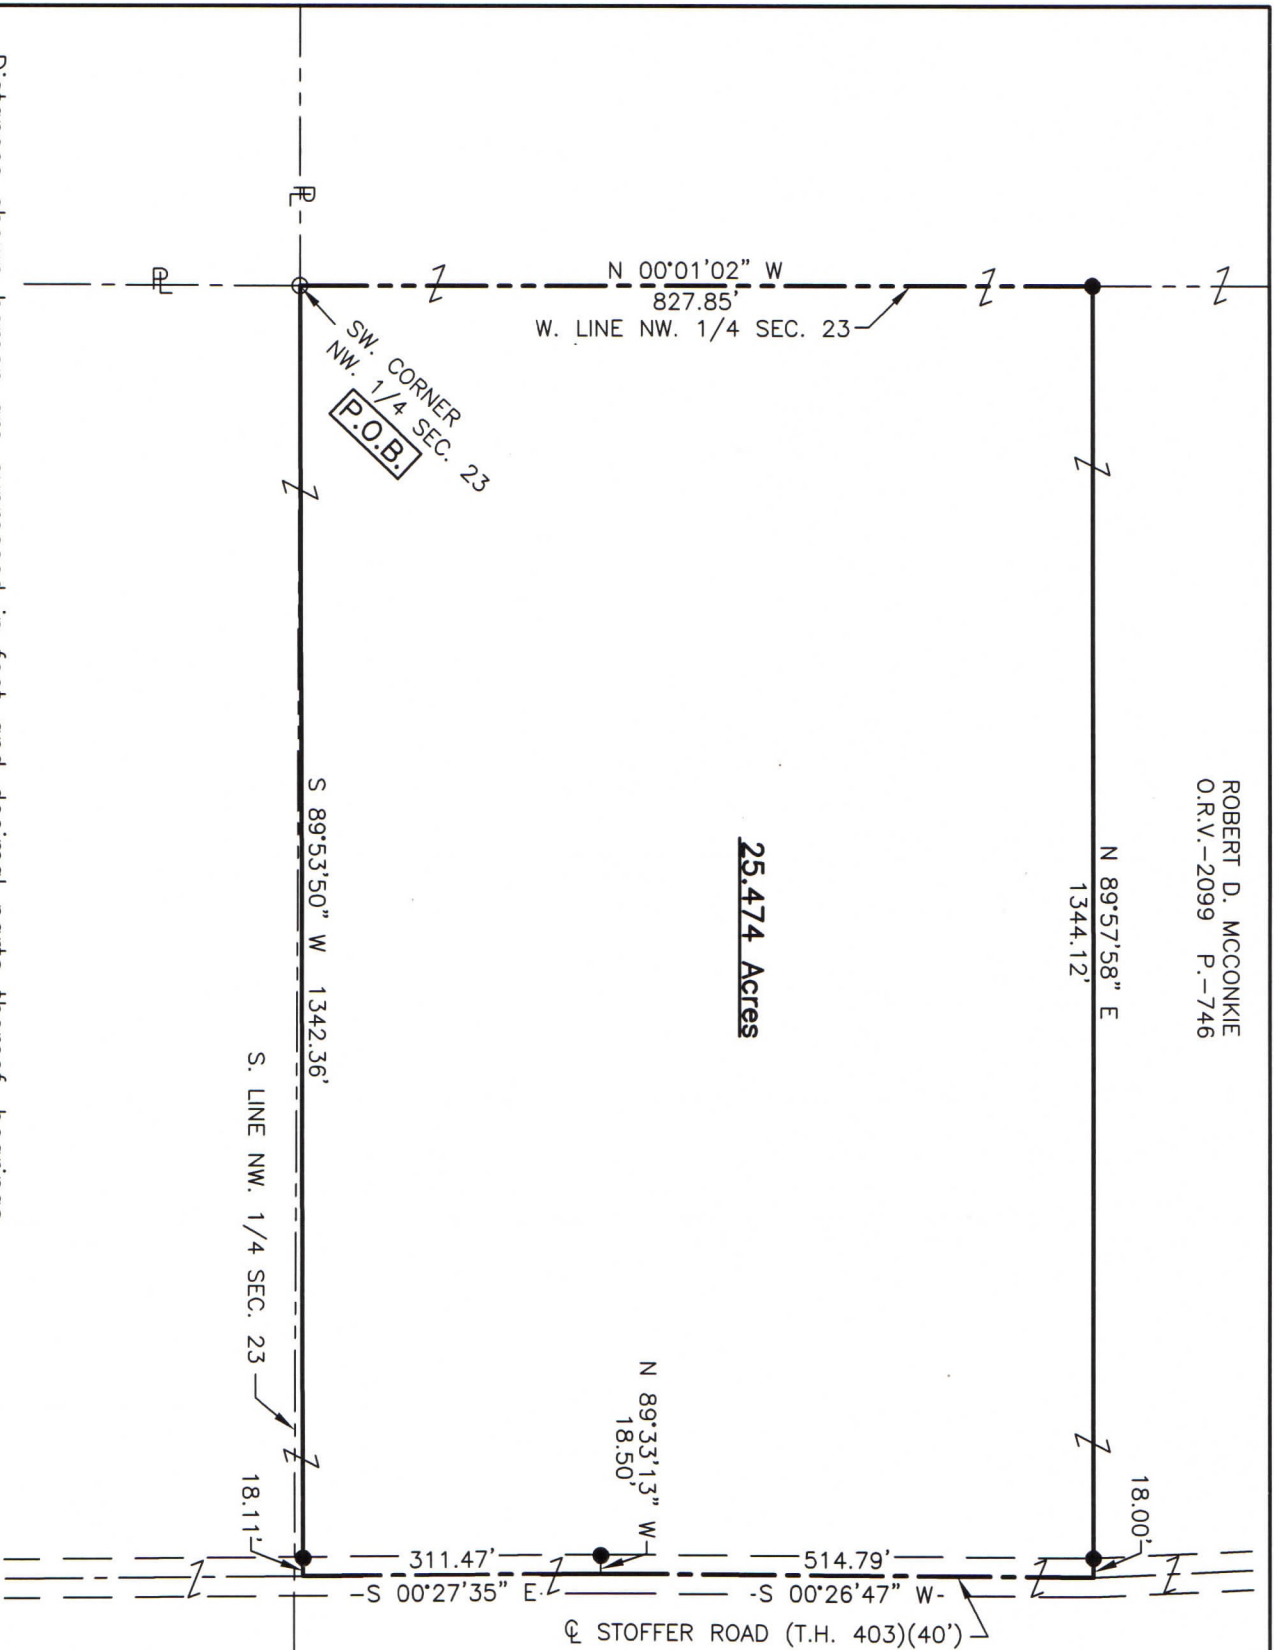 ROBERT D. MCCONKIE
O.R.V.-2099 P.-746
N 89°57'58" E
1344.12'
18.00'
N 00°01'02" W
827.85'
W. LINE NW. 1/4 SEC. 23
SW. CORNER
NW. 1/4 SEC. 23
P.O.B.
25.474 Acres
N 89°33'13" W
18.50'
514.79'
S 00°26'47" W
311.47'
S 00°27'35" E
℄ STOFFER ROAD (T.H. 403)(40')
S 89°53'50" W 1342.36'
S. LINE NW. 1/4 SEC. 23
18.11'
PL
PL